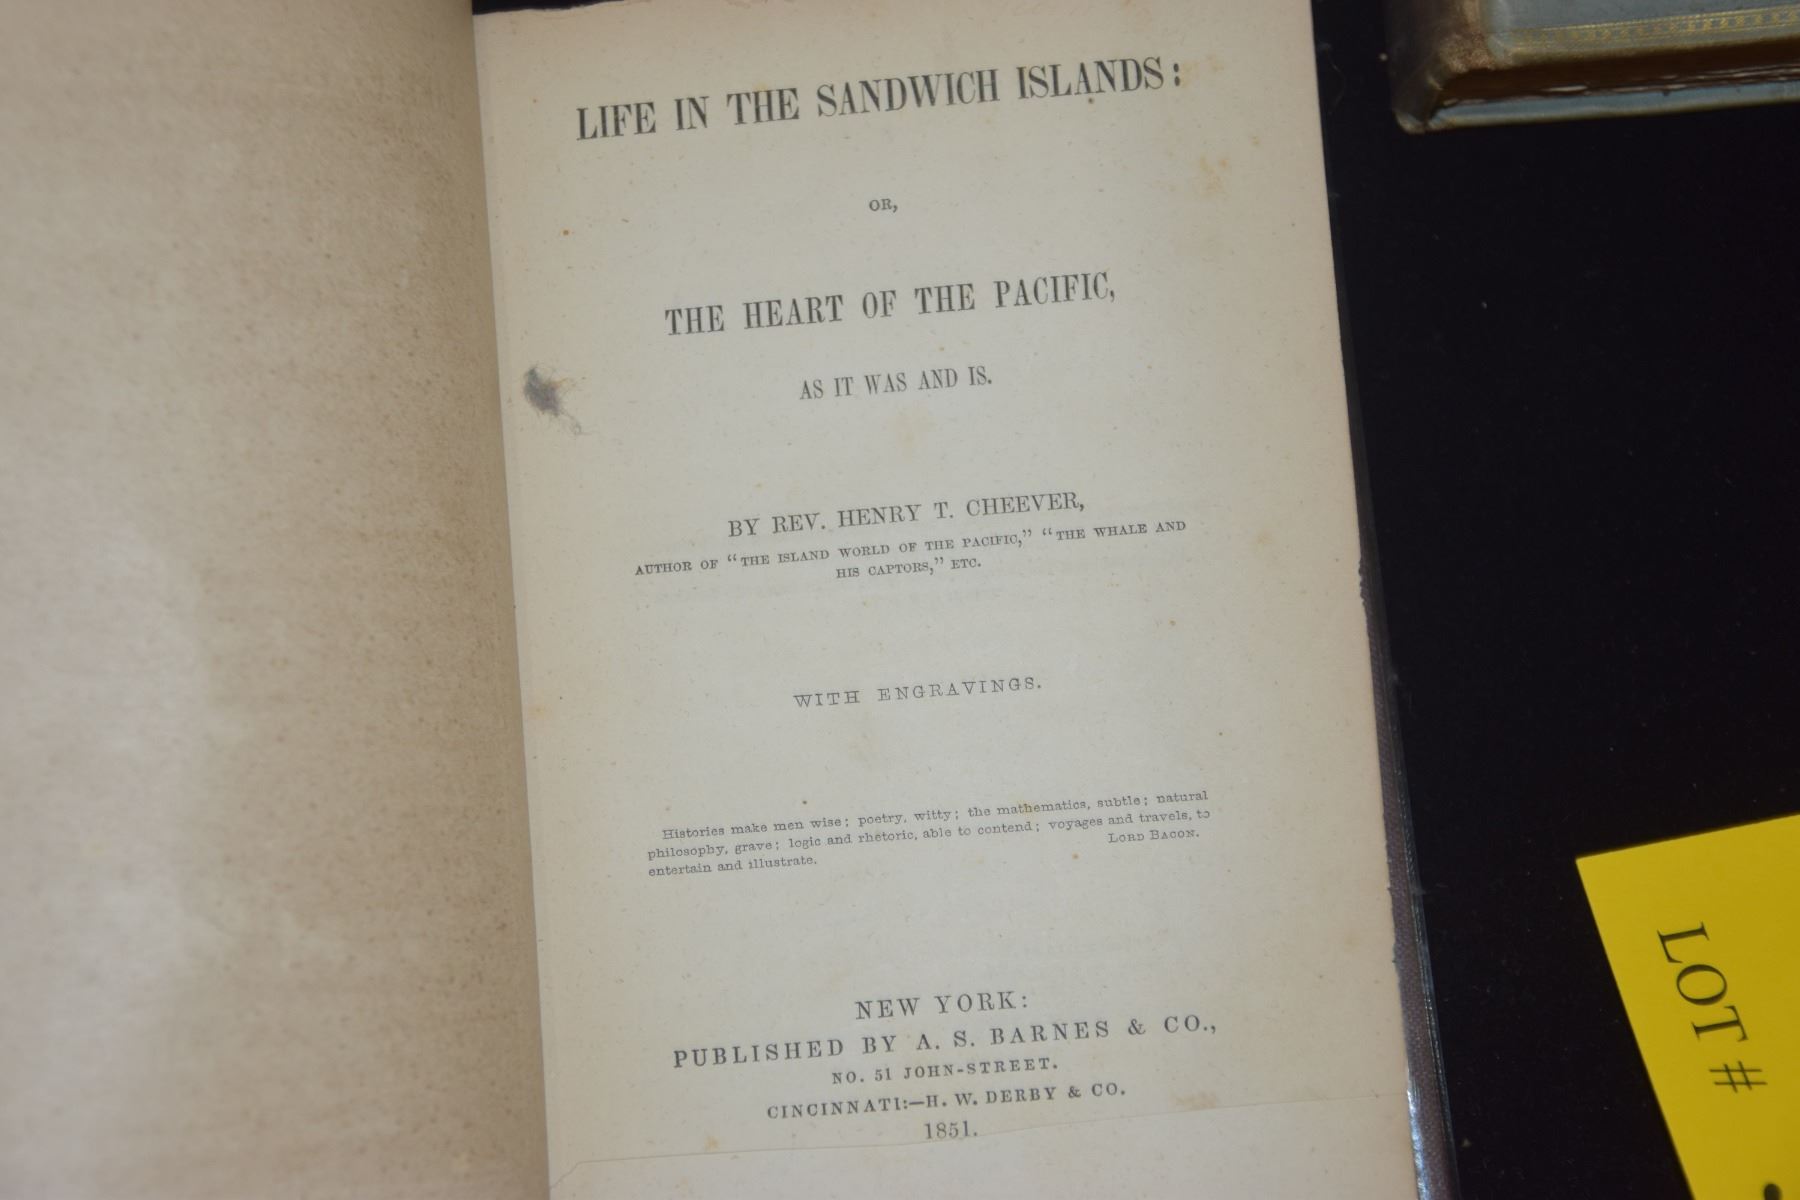 LIFE IN THE SANDWICH ISLANDS:
OR,
THE HEART OF THE PACIFIC,
AS IT WAS AND IS.
BY REV. HENRY T. CHEEVER,
AUTHOR OF "THE ISLAND WORLD OF THE PACIFIC," "THE WHALE AND
HIS CAPTORS," ETC.
WITH ENGRAVINGS.
Histories make men wise; poetry, witty; the mathematics, subtle; natural
philosophy, grave; logic and rhetoric, able to contend; voyages and travels, to
entertain and illustrate. LORD BACON.
NEW YORK:
PUBLISHED BY A. S. BARNES & CO.,
NO. 51 JOHN-STREET.
CINCINNATI:—H. W. DERBY & CO.
1851.
LOT #